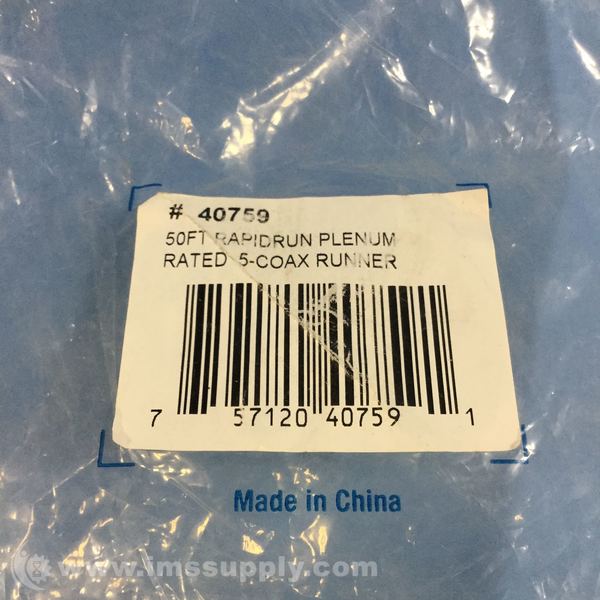 # 40759
50FT RAPIDRUN PLENUM
RATED 5-COAX RUNNER
7 57120 40759 1
Made in China
www.imssupply.com